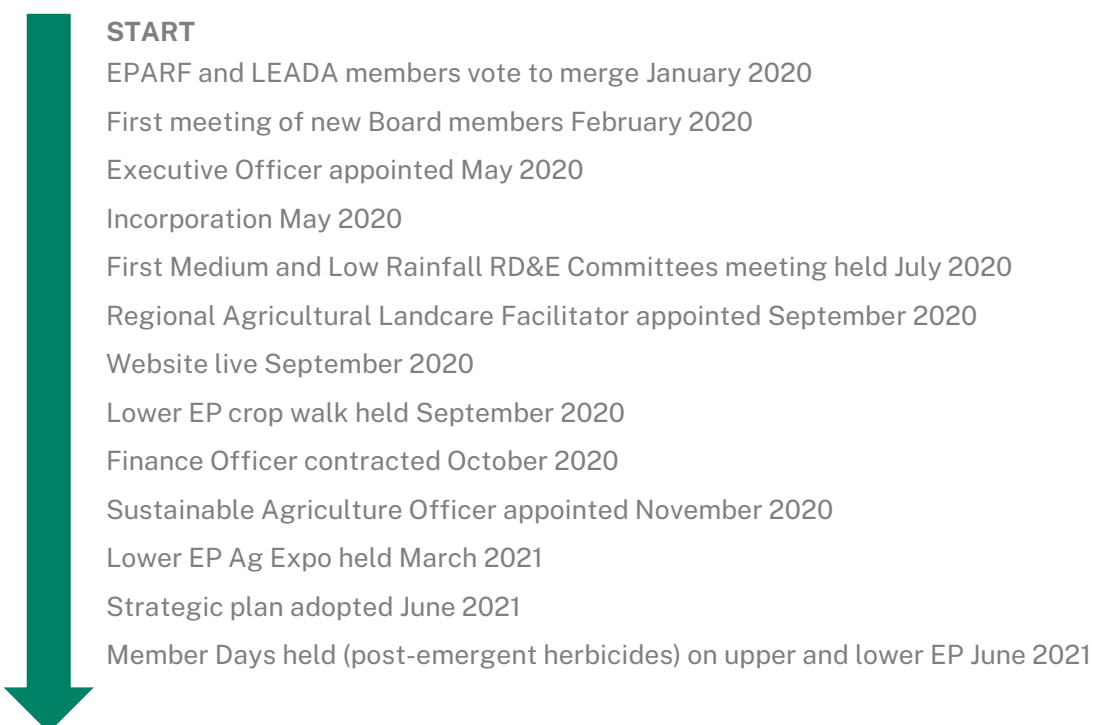 START
EPARF and LEADA members vote to merge January 2020
First meeting of new Board members February 2020
Executive Officer appointed May 2020
Incorporation May 2020
First Medium and Low Rainfall RD&E Committees meeting held July 2020
Regional Agricultural Landcare Facilitator appointed September 2020
Website live September 2020
Lower EP crop walk held September 2020
Finance Officer contracted October 2020
Sustainable Agriculture Officer appointed November 2020
Lower EP Ag Expo held March 2021
Strategic plan adopted June 2021
Member Days held (post-emergent herbicides) on upper and lower EP June 2021